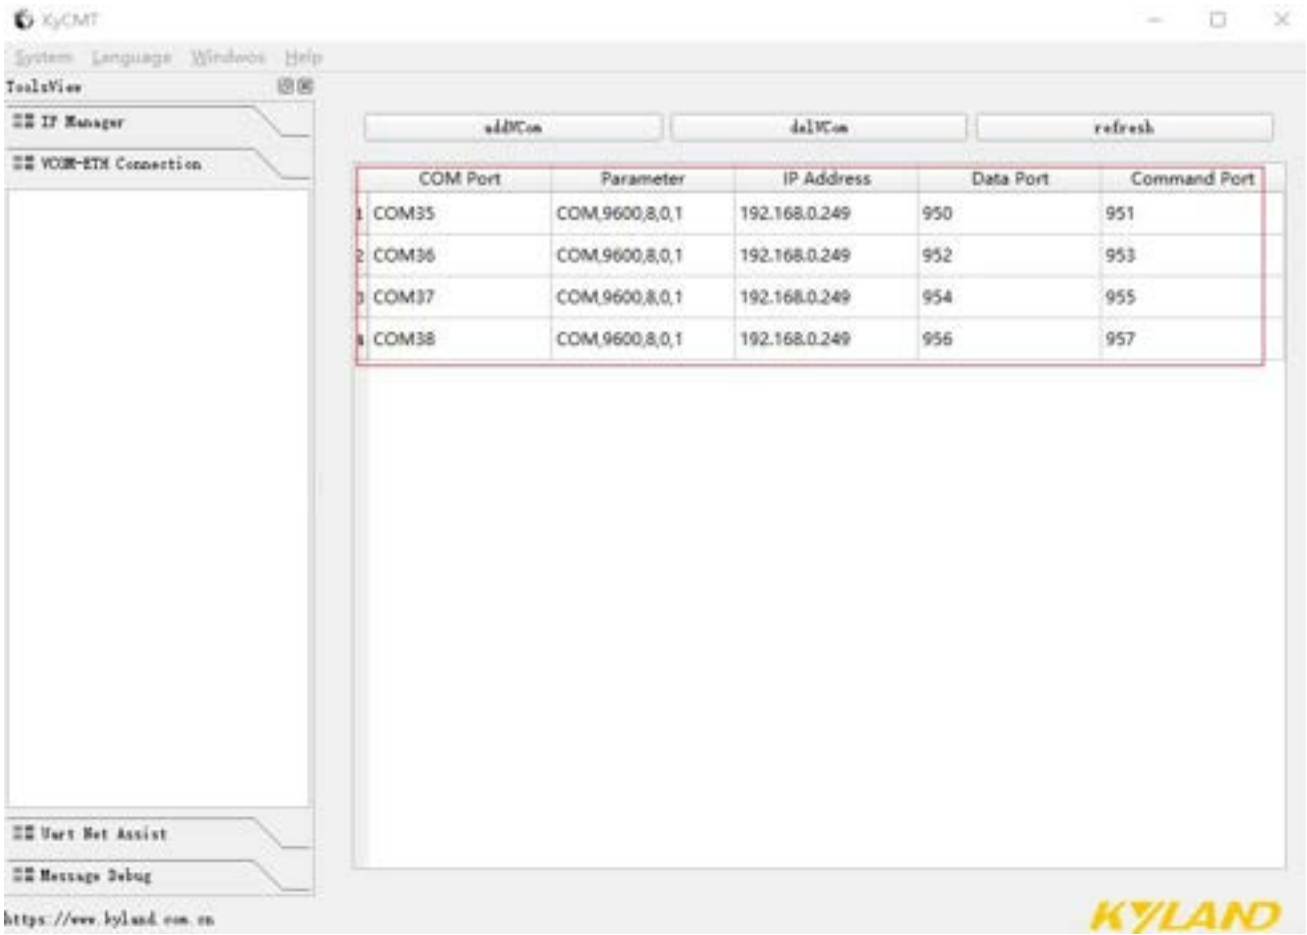 KyCMT
System Language Windwos Help
ToolsView
IP Manager
VCOM-ETH Connection
addVCom delVCom refresh
COM Port Parameter IP Address Data Port Command Port
1 COM35 COM,9600,8,0,1 192.168.0.249 950 951
2 COM36 COM,9600,8,0,1 192.168.0.249 952 953
3 COM37 COM,9600,8,0,1 192.168.0.249 954 955
4 COM38 COM,9600,8,0,1 192.168.0.249 956 957
Uart Net Assist
Message Debug
https://www.kyland.com.cn
KYLAND